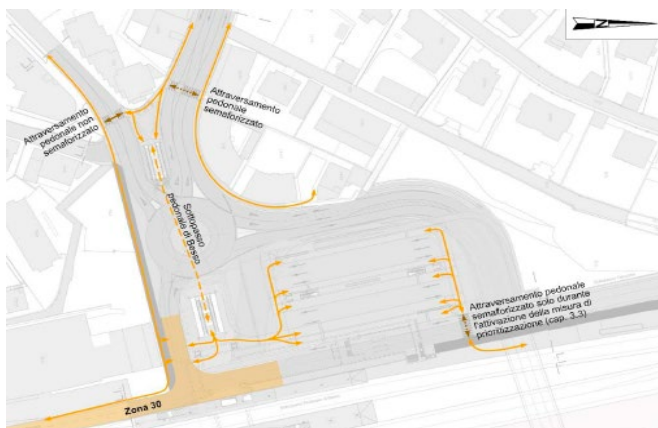 N
Attraversamento
pedonale non
semaforizzato
Attraversamento
pedonale
semaforizzato
Sottopasso
pedonale di Besso
Attraversamento pedonale
semaforizzato solo durante
l'attivazione della misura di
prioritizzazione (cap. 3.3)
Zona 30